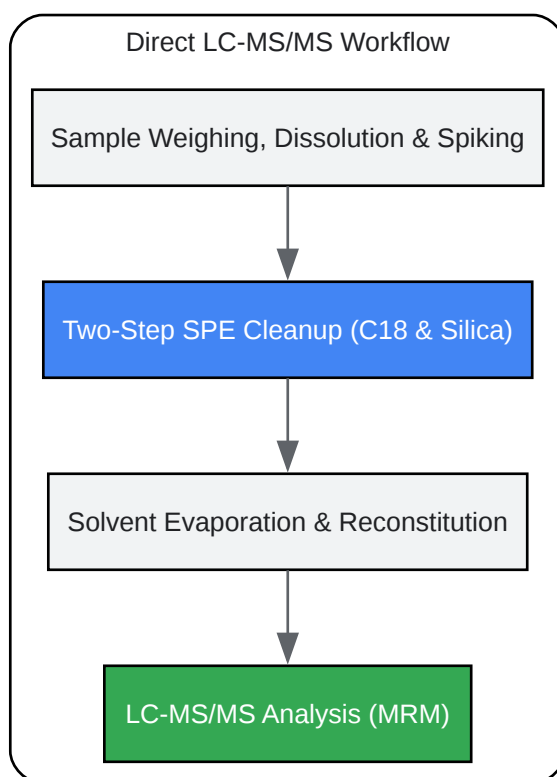 Direct LC-MS/MS Workflow
Sample Weighing, Dissolution & Spiking
Two-Step SPE Cleanup (C18 & Silica)
Solvent Evaporation & Reconstitution
LC-MS/MS Analysis (MRM)